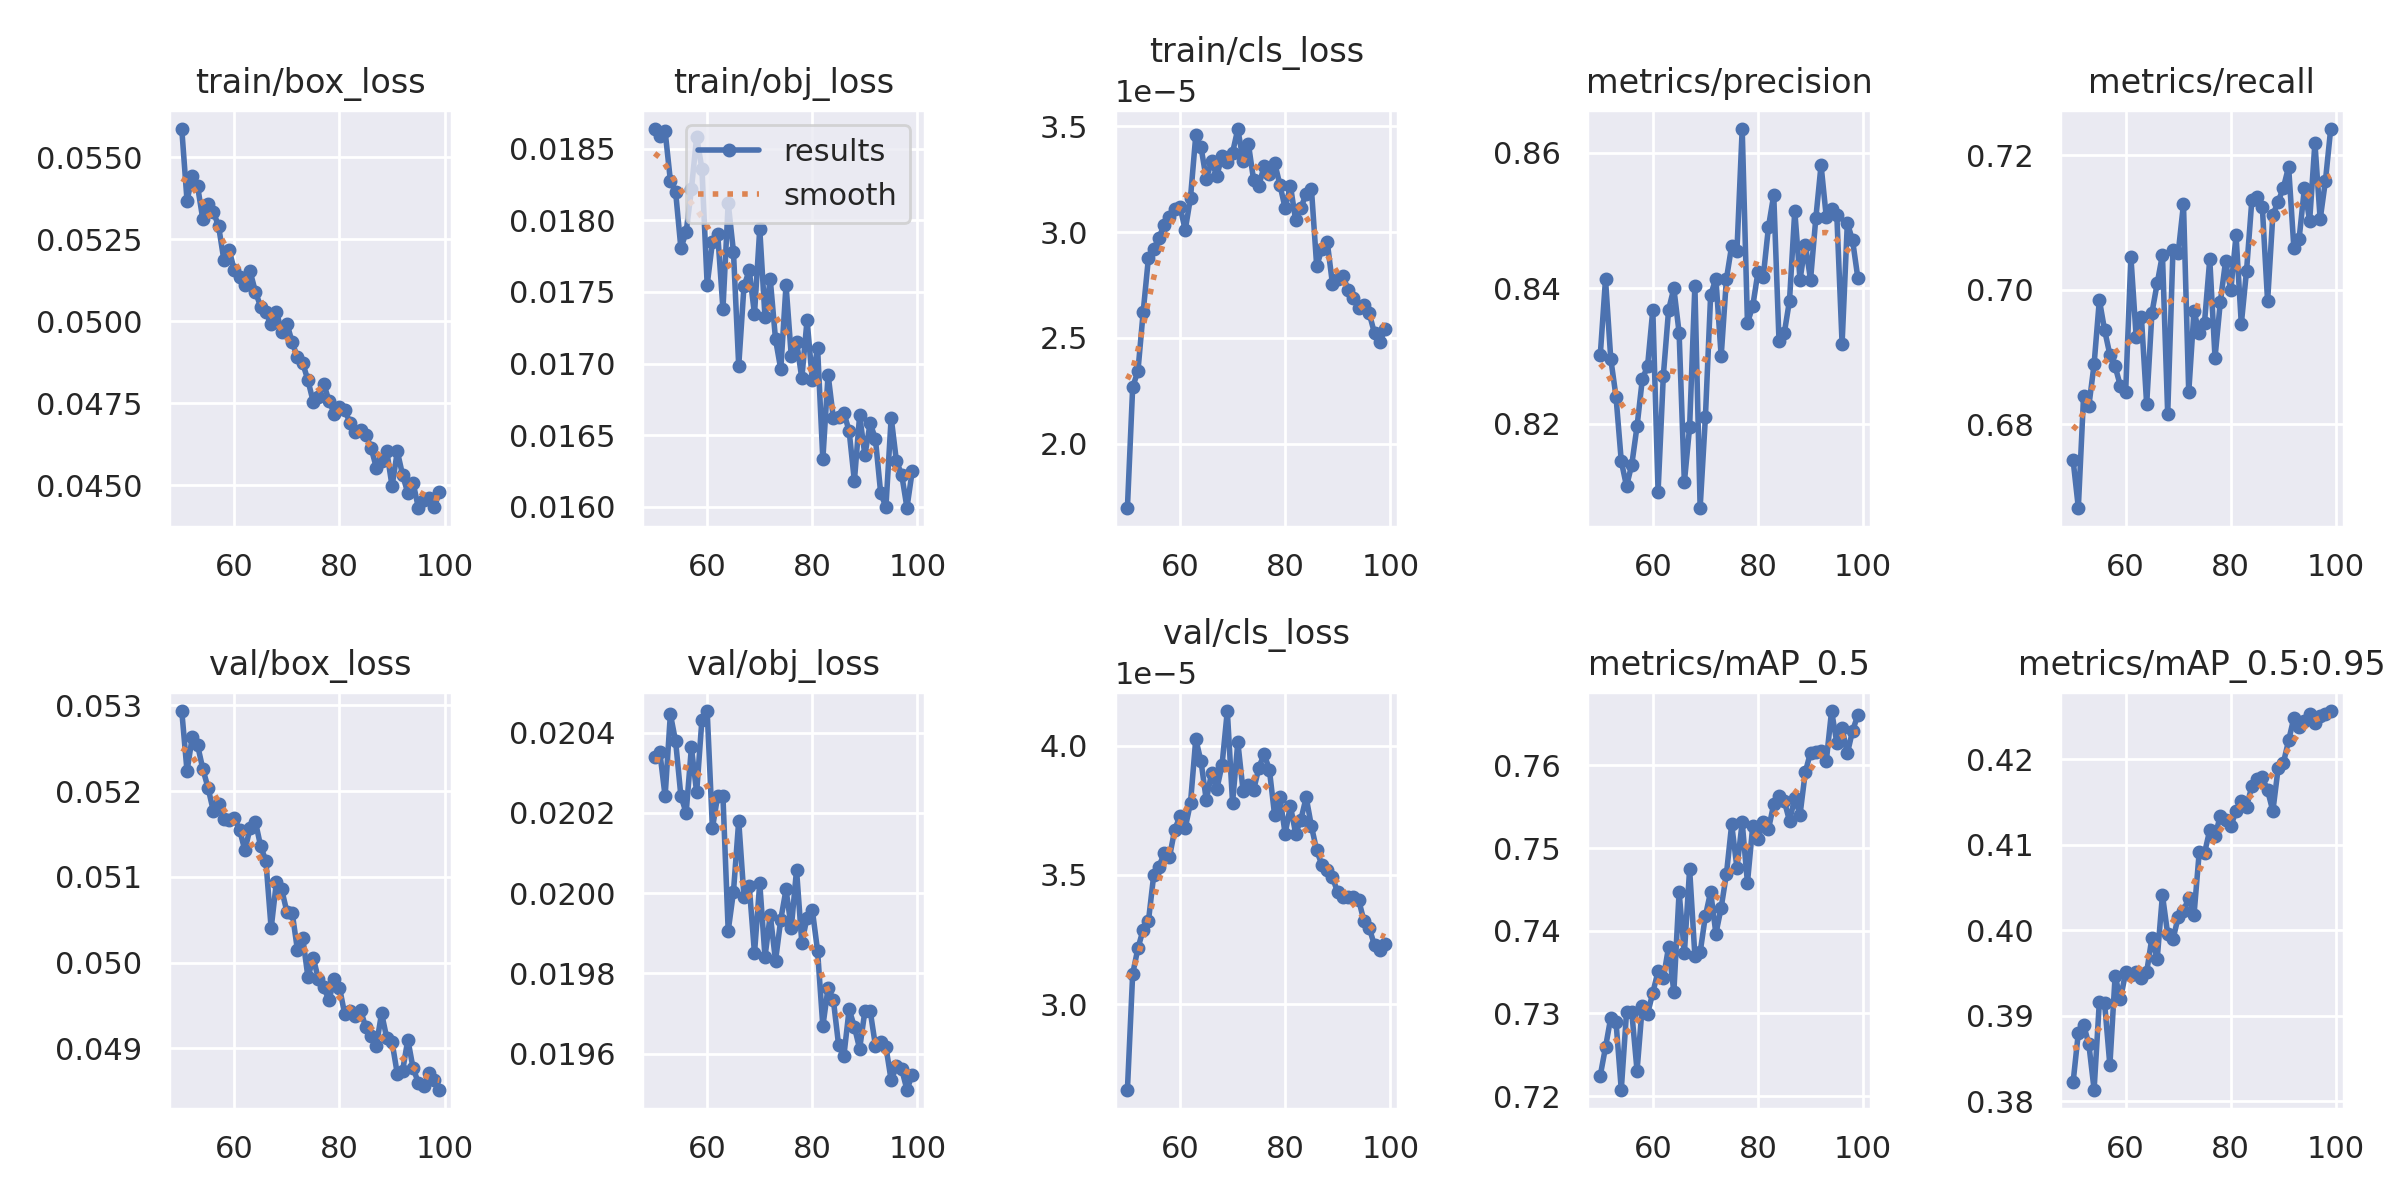 train/box_loss
0.0550
0.0525
0.0500
0.0475
0.0450
60 80 100
train/obj_loss
0.0185
0.0180
0.0175
0.0170
0.0165
0.0160
results
smooth
60 80 100
train/cls_loss
1e−5
3.5
3.0
2.5
2.0
60 80 100
metrics/precision
0.86
0.84
0.82
60 80 100
metrics/recall
0.72
0.70
0.68
60 80 100
val/box_loss
0.053
0.052
0.051
0.050
0.049
60 80 100
val/obj_loss
0.0204
0.0202
0.0200
0.0198
0.0196
60 80 100
val/cls_loss
1e−5
4.0
3.5
3.0
60 80 100
metrics/mAP_0.5
0.76
0.75
0.74
0.73
0.72
60 80 100
metrics/mAP_0.5:0.95
0.42
0.41
0.40
0.39
0.38
60 80 100